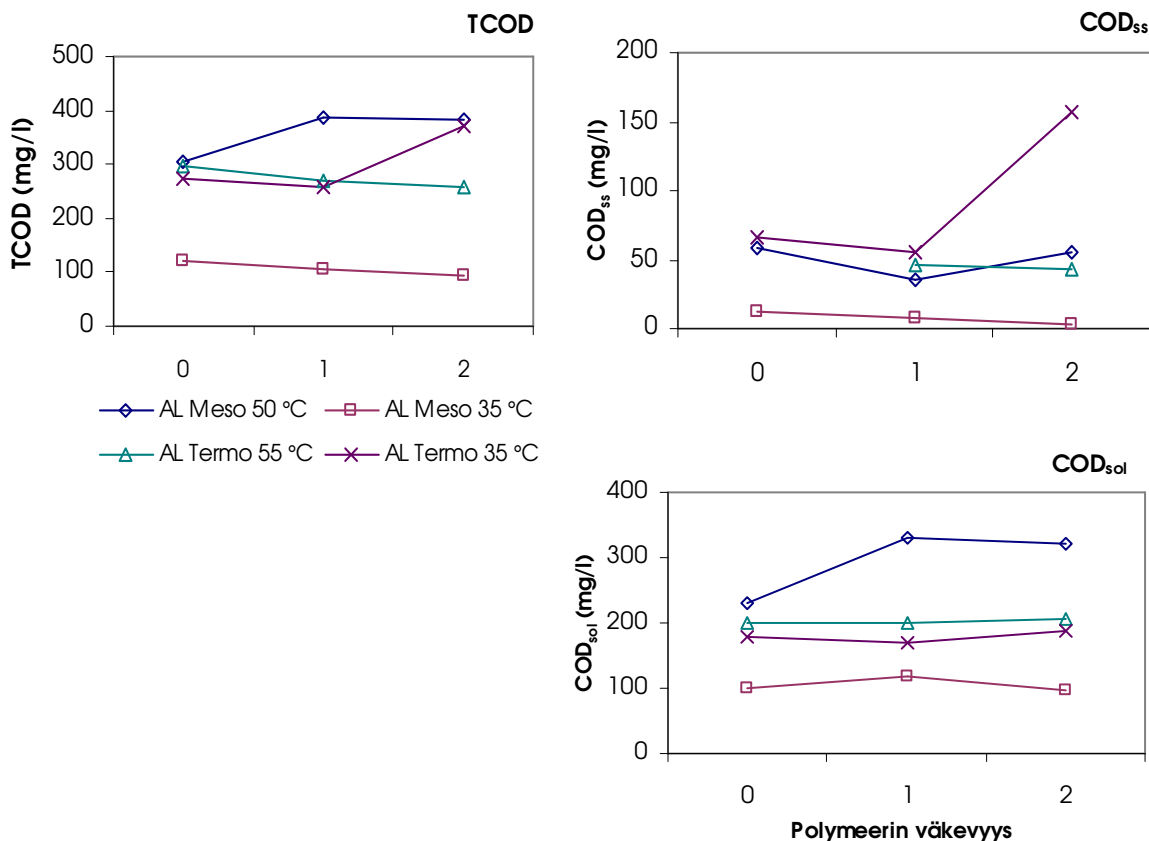 TCOD
TCOD (mg/l)
500
400
300
200
100
0
0 1 2
AL Meso 50 °C AL Meso 35 °C
AL Termo 55 °C AL Termo 35 °C
CODss
CODss (mg/l)
200
150
100
50
0
0 1 2
CODsol
CODsol (mg/l)
400
300
200
100
0
0 1 2
Polymeerin väkevyys